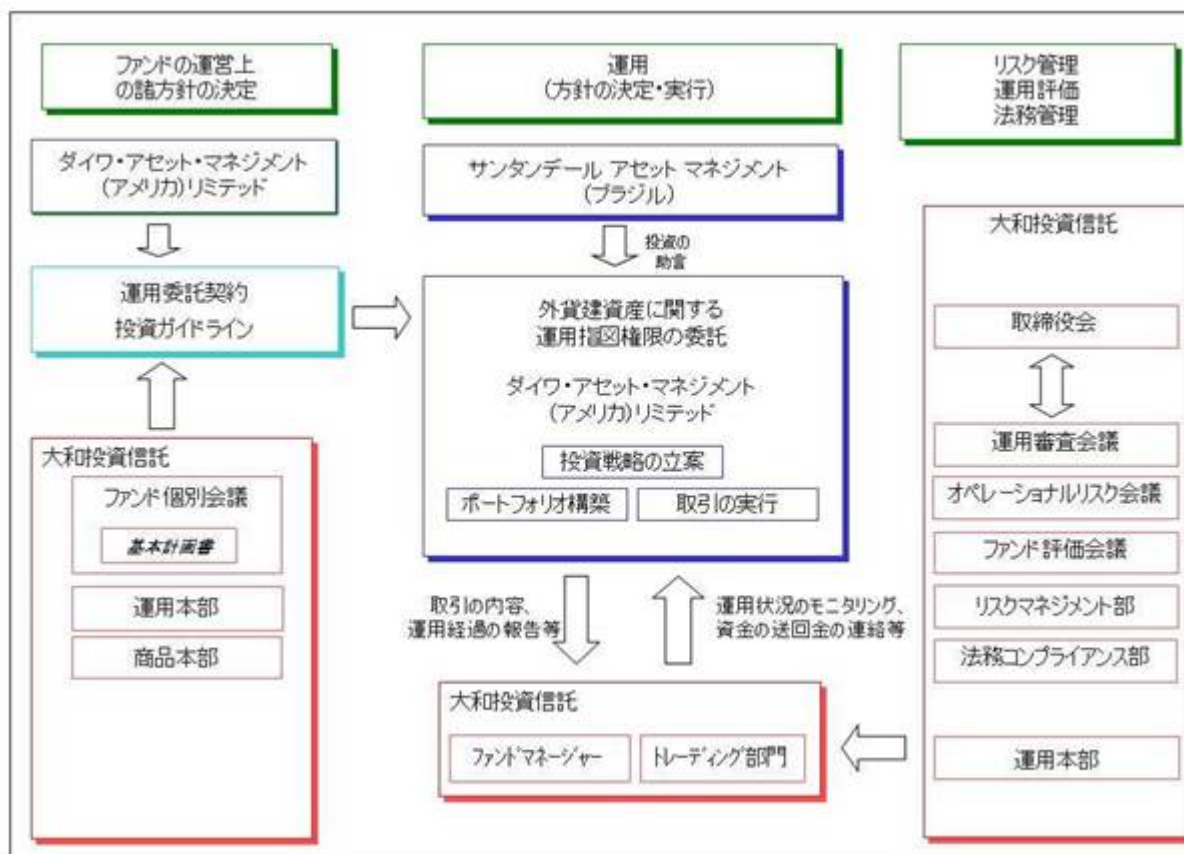 ファンドの運営上
の諸方針の決定
運用
(方針の決定・実行)
リスク管理
運用評価
法務管理
ダイワ・アセット・マネジメント
(アメリカ)リミテッド
サンタンデール アセット マネジメント
(ブラジル)
大和投資信託
投資の
助言
運用委託契約
投資ガイドライン
外貨建資産に関する
運用指図権限の委託
ダイワ・アセット・マネジメント
(アメリカ)リミテッド
投資戦略の立案
ポートフォリオ構築
取引の実行
取締役会
運用審査会議
オペレーショナルリスク会議
ファンド評価会議
リスクマネジメント部
法務コンプライアンス部
運用本部
大和投資信託
ファンド個別会議
基本計画書
運用本部
商品本部
取引の内容、
運用経過の報告等
運用状況のモニタリング、
資金の送回金の連絡等
大和投資信託
ファンドマネージャー
トレーディング部門